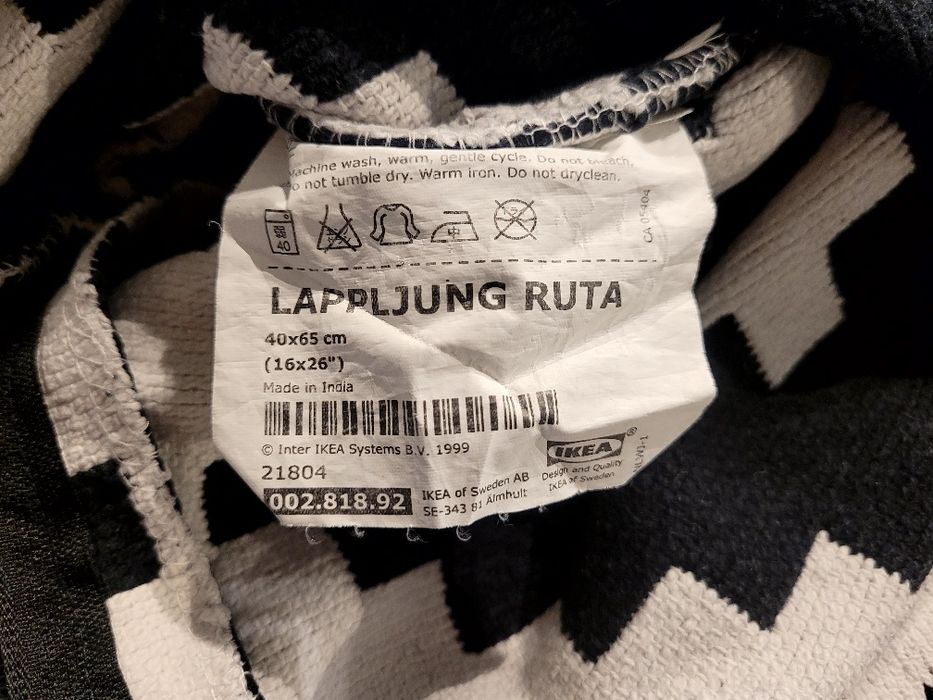 Machine wash, warm, gentle cycle. Do not bleach.
Do not tumble dry. Warm iron. Do not dryclean.
CA 05404
LAPPLJUNG RUTA
40x65 cm
(16x26")
Made in India
© Inter IKEA Systems B.V. 1999
21804
002.818.92
IKEA of Sweden AB
SE-343 81 Älmhult
IKEA®
Design and Quality
IKEA of Sweden